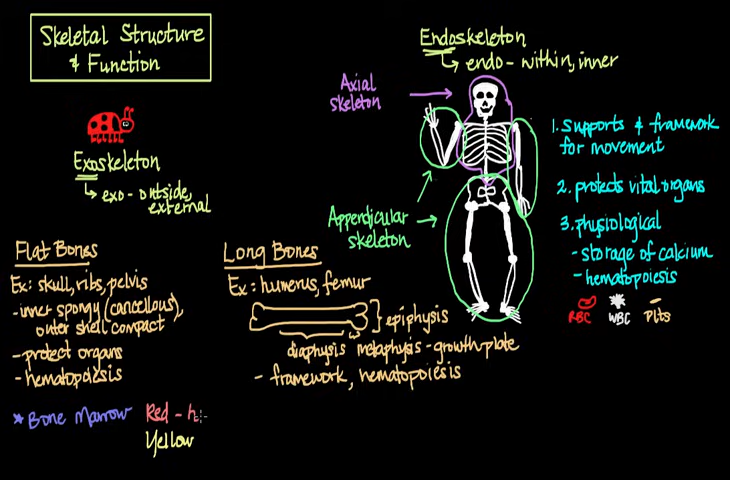 Skeletal Structure
& Function
Exoskeleton
↳ exo - outside,
external
Endoskeleton
↳ endo - within, inner
Axial
skeleton
Appendicular
skeleton
1. Supports & framework
for movement
2. protects vital organs
3. physiological
- storage of calcium
- hematopoiesis
RBC WBC Plts
Flat Bones
Ex: skull, ribs, pelvis
- inner spongy (cancellous),
outer shell compact
- protect organs
- hematopoiesis
Long Bones
Ex: humerus, femur
epiphysis
diaphysis metaphysis - growth plate
- framework, hematopoiesis
* Bone Marrow
Red - h
Yellow